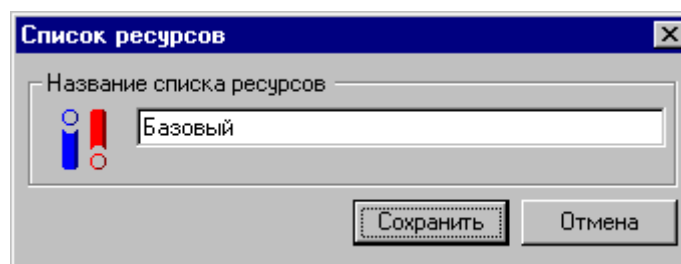 Список ресурсов
Название списка ресурсов
Базовый
Сохранить Отмена